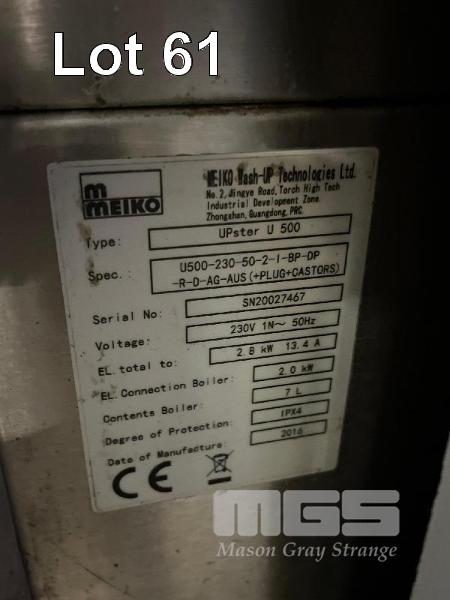 Lot 61
m
MEIKO
MEIKO Wash-UP Technologies Ltd.
No.2, Jingye Road, Torch High Tech
Industrial Development Zone.
Zhongshan, Guangdong, PRC.
Type: UPster U 500
Spec.: U500-230-50-2-I-BP-DP
-R-D-AG-AUS(+PLUG+CASTORS)
Serial No: SN20027467
Voltage: 230V 1N~ 50Hz
EL. total to: 2.8 kW 13.4 A
EL. Connection Boiler: 2.0 kW
Contents Boiler: 7 L
Degree of Protection: IPX4
Date of Manufacture: 2016
CE
MGS
Mason Gray Strange